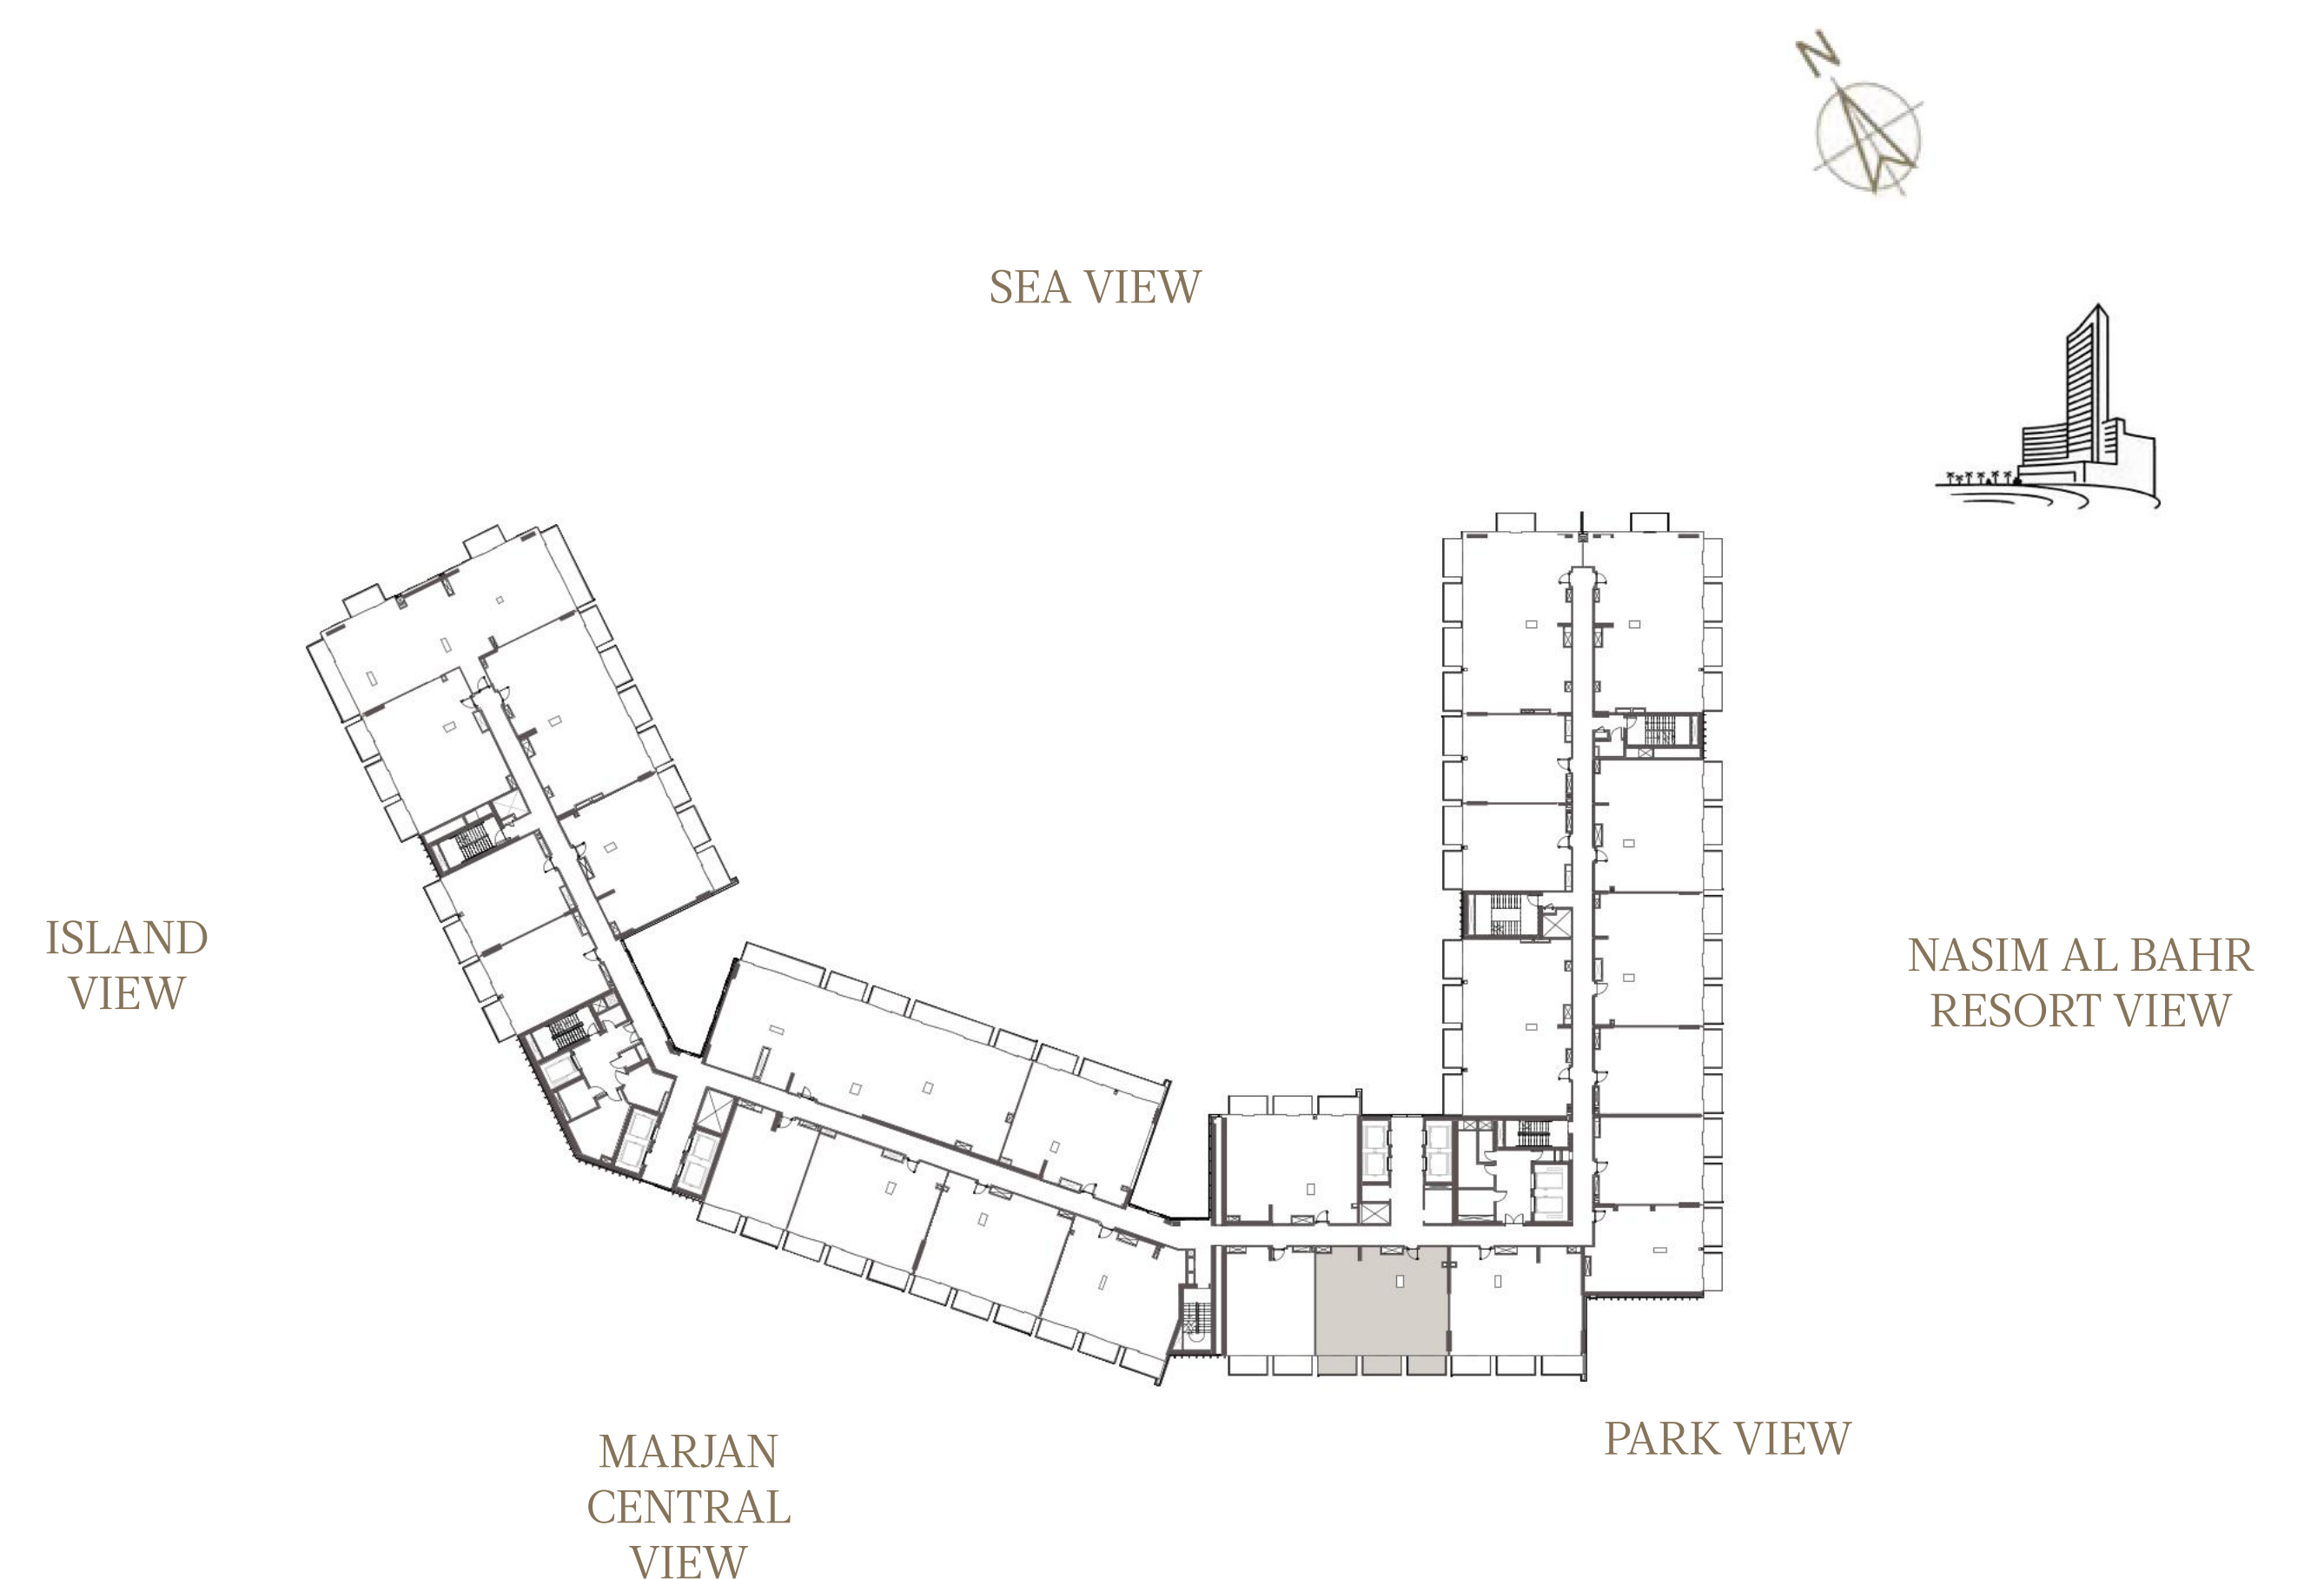 N
SEA VIEW
ISLAND
VIEW
NASIM AL BAHR
RESORT VIEW
PARK VIEW
MARJAN
CENTRAL
VIEW